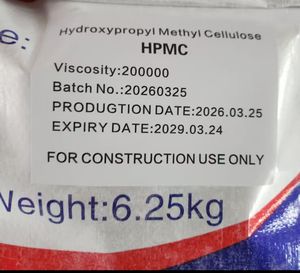 Hydroxypropyl Methyl Cellulose
e:
HPMC
Viscosity:200000
Batch No.:20260325
PRODUGTION DATE:2026.03.25
EXPIRY DATE:2029.03.24
FOR CONSTRUCTION USE ONLY
Weight:6.25kg